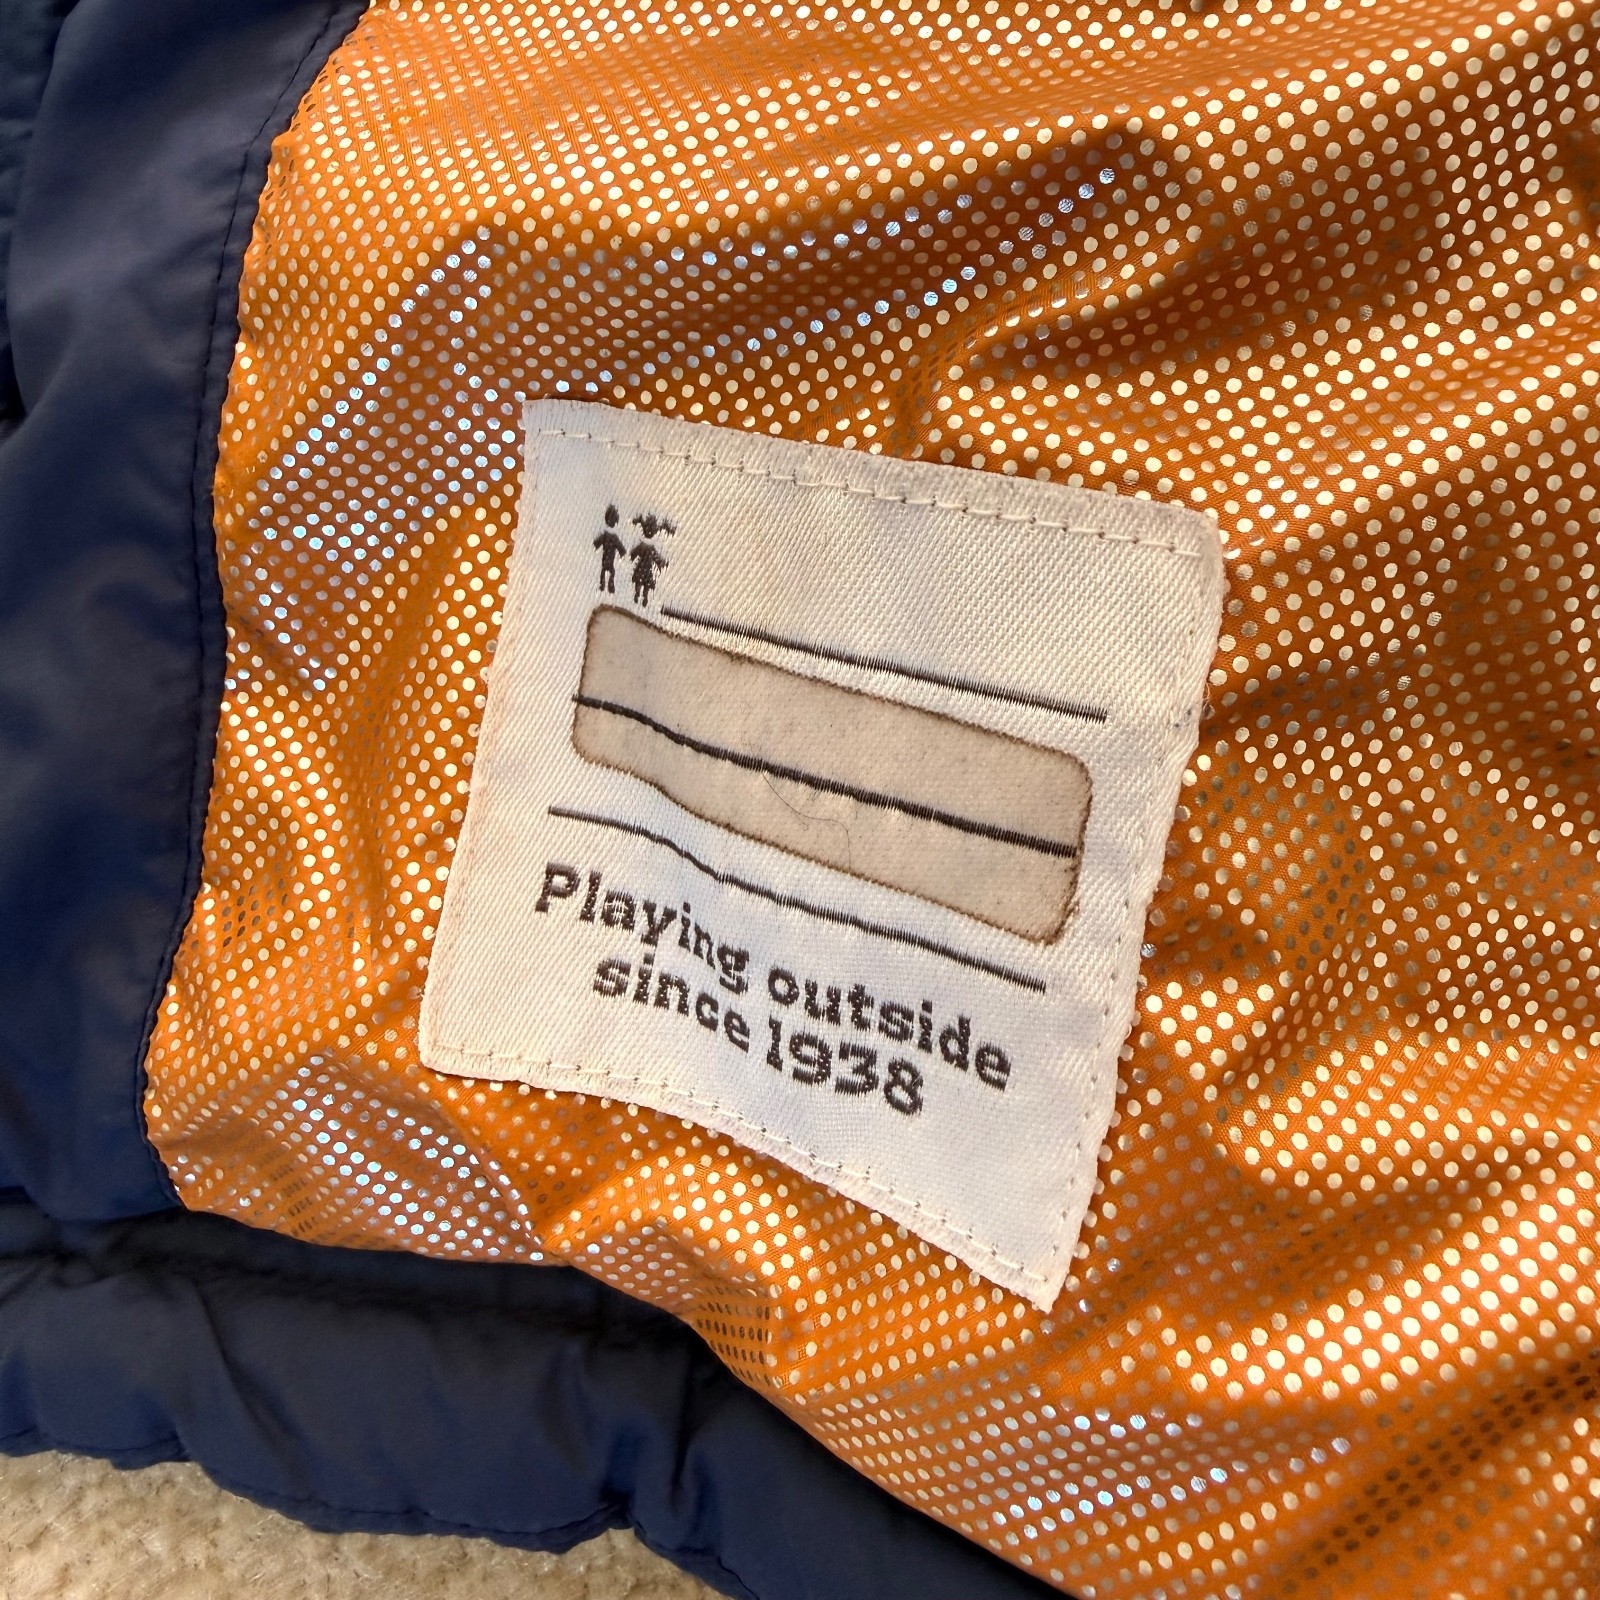 Playing outside
since 1938